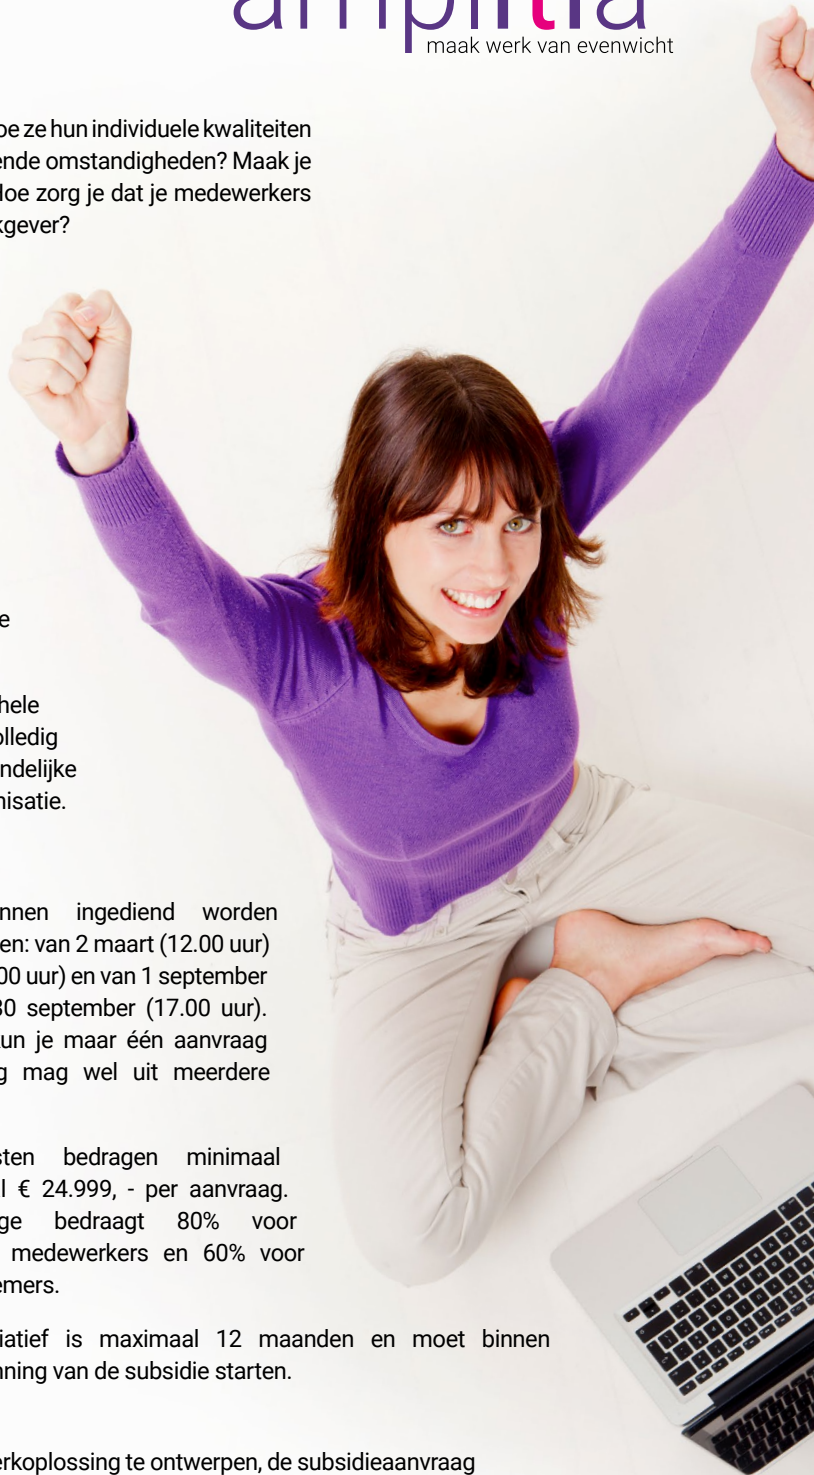 amplitia
maak werk van evenwicht
oe ze hun individuele kwaliteiten
ende omstandigheden? Maak je
Hoe zorg je dat je medewerkers
kgever?
e
hele
olledig
ndelijke
nisatie.
nnen ingediend worden
en: van 2 maart (12.00 uur)
00 uur) en van 1 september
30 september (17.00 uur).
kun je maar één aanvraag
g mag wel uit meerdere
sten bedragen minimaal
l € 24.999, - per aanvraag.
ge bedraagt 80% voor
medewerkers en 60% voor
emers.
iatief is maximaal 12 maanden en moet binnen
nning van de subsidie starten.
erkoplossing te ontwerpen, de subsidieaanvraag